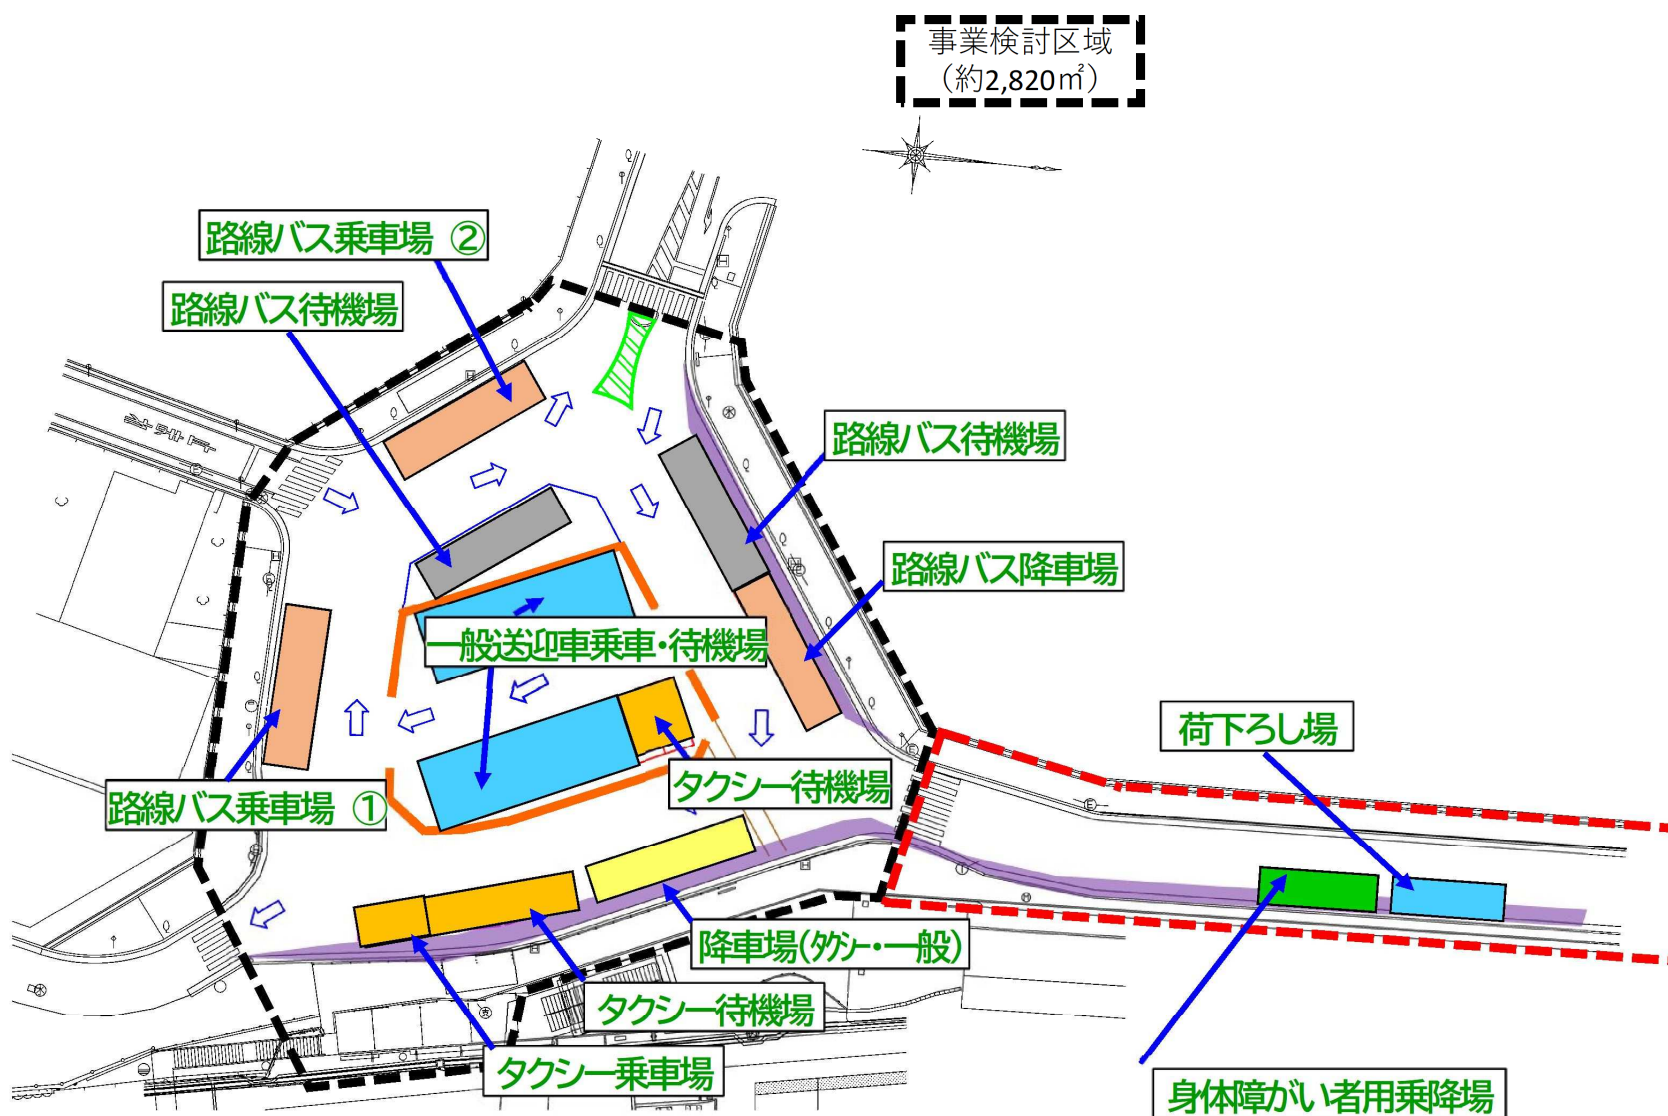 事業検討区域
（約2,820㎡）
路線バス乗車場 ②
路線バス待機場
路線バス待機場
路線バス降車場
一般送迎車乗車・待機場
荷下ろし場
タクシー待機場
路線バス乗車場 ①
降車場(タクシー・一般)
タクシー待機場
タクシー乗車場
身体障がい者用乗降場